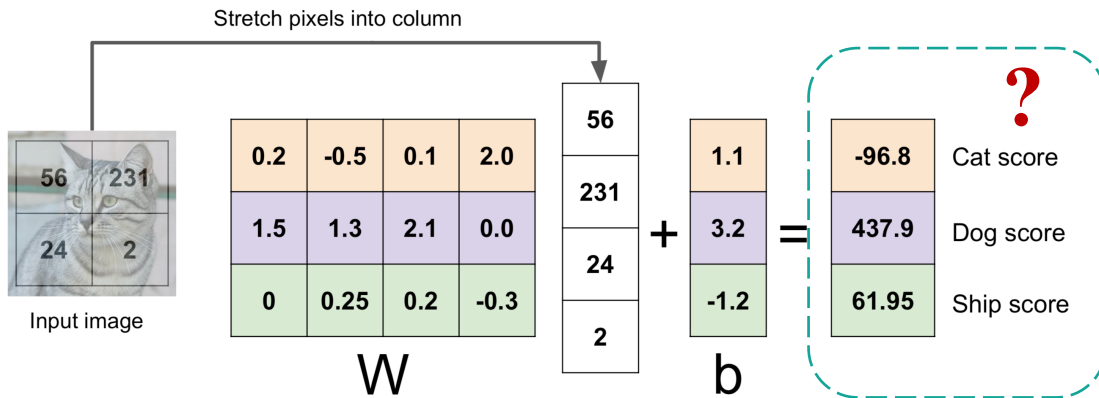 Stretch pixels into column
?
56 231
24 2
Input image
0.2 -0.5 0.1 2.0
1.5 1.3 2.1 0.0
0 0.25 0.2 -0.3
W
56
231
24
2
+
1.1
3.2
-1.2
b
=
-96.8 Cat score
437.9 Dog score
61.95 Ship score